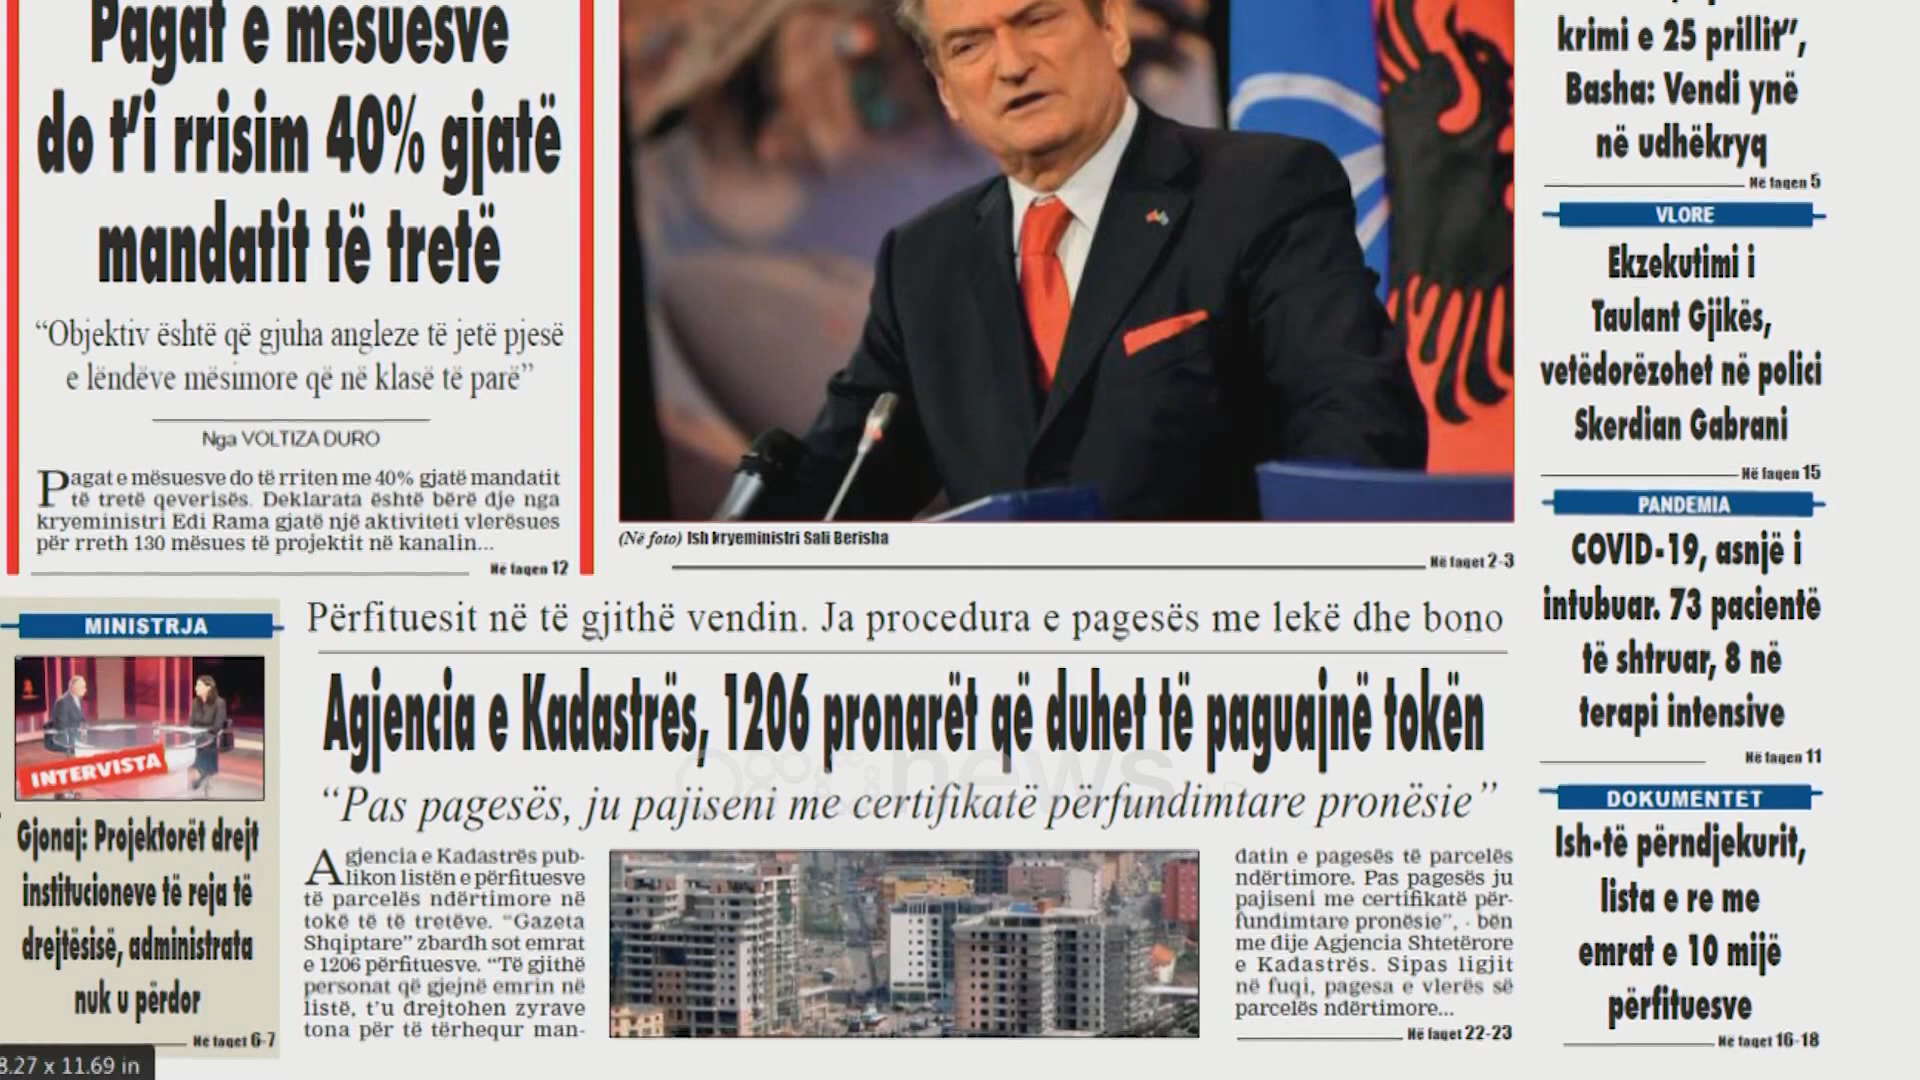 Pagat e mësuesve
do t'i rrisim 40% gjatë
mandatit të tretë
“Objektiv është që gjuha angleze të jetë pjesë
e lëndëve mësimore që në klasë të parë”
Nga VOLTIZA DURO
Pagat e mësuesve do të rriten me 40% gjatë mandatit
të tretë qeverisës. Deklarata është bërë dje nga
kryeministri Edi Rama gjatë një aktiviteti vlerësues
për rreth 130 mësues të projektit në kanalin...
Në faqen 12
(Në foto) Ish kryeministri Sali Berisha
Në faqet 2-3
krimi e 25 prillit”,
Basha: Vendi ynë
në udhëkryq
Në faqen 5
VLORE
Ekzekutimi i
Taulant Gjikës,
vetëdorëzohet në polici
Skerdian Gabrani
Në faqen 15
PANDEMIA
COVID-19, asnjë i
intubuar. 73 pacientë
të shtruar, 8 në
terapi intensive
Në faqen 11
DOKUMENTET
Ish-të përndjekurit,
lista e re me
emrat e 10 mijë
përfituesve
Në faqet 16-18
MINISTRJA
INTERVISTA
Gjonaj: Projektorët drejt
institucioneve të reja të
drejtësisë, administrata
nuk u përdor
Në faqet 6-7
Përfituesit në të gjithë vendin. Ja procedura e pagesës me lekë dhe bono
Agjencia e Kadastrës, 1206 pronarët që duhet të paguajnë tokën
“Pas pagesës, ju pajiseni me certifikatë përfundimtare pronësie”
Agjencia e Kadastrës pub-
likon listën e përfituesve
të parcelës ndërtimore në
tokë të të tretëve. “Gazeta
Shqiptare” zbardh sot emrat
e 1206 përfituesve. “Të gjithë
personat që gjejnë emrin në
listë, t'u drejtohen zyrave
tona për të tërhequr man-
datin e pagesës të parcelës
ndërtimore. Pas pagesës ju
pajiseni me certifikatë për-
fundimtare pronësie”, - bën
me dije Agjencia Shtetërore
e Kadastrës. Sipas ligjit
në fuqi, pagesa e vlerës së
parcelës ndërtimore...
Në faqet 22-23
news
8.27 x 11.69 in